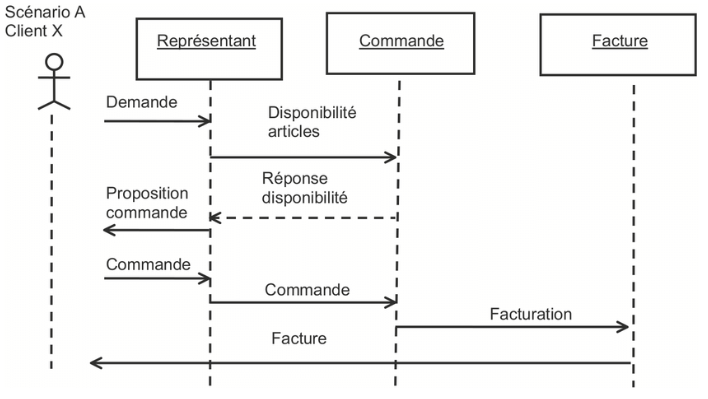 Scénario A
Client X
Représentant
Commande
Facture
Demande
Disponibilité
articles
Réponse
disponibilité
Proposition
commande
Commande
Commande
Facturation
Facture